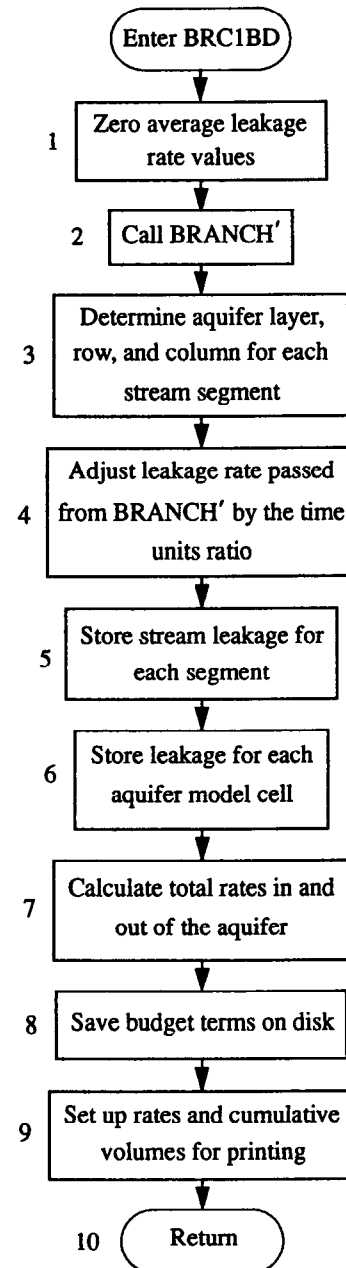 Enter BRC1BD
1
Zero average leakage
rate values
2
Call BRANCH′
3
Determine aquifer layer,
row, and column for each
stream segment
4
Adjust leakage rate passed
from BRANCH′ by the time
units ratio
5
Store stream leakage for
each segment
6
Store leakage for each
aquifer model cell
7
Calculate total rates in and
out of the aquifer
8
Save budget terms on disk
9
Set up rates and cumulative
volumes for printing
10
Return